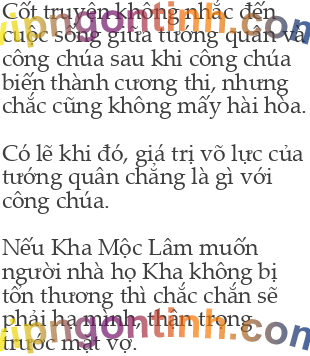 Cốt truyện không nhắc đến
cuộc sống giữa tướng quân và
công chúa sau khi công chúa
biến thành cương thi, nhưng
chắc cũng không mấy hài hòa.
Có lẽ khi đó, giá trị võ lực của
tướng quân chẳng là gì với
công chúa.
Nếu Kha Mộc Lâm muốn
người nhà họ Kha không bị
tổn thương thì chắc chắn sẽ
phải hạ mình, thận trọng
trước mặt vợ.
vipngontinh.com
vipngontinh.com